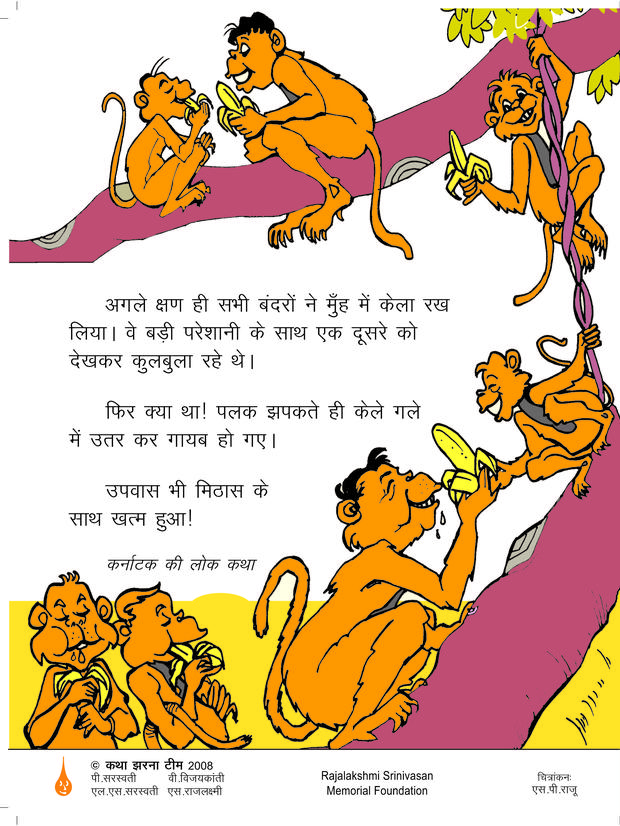 अगले क्षण ही सभी बंदरों ने मुँह में केला रख
लिया। वे बड़ी परेशानी के साथ एक दूसरे को
देखकर कुलबुला रहे थे।
फिर क्या था! पलक झपकते ही केले गले
में उतर कर गायब हो गए।
उपवास भी मिठास के
साथ खत्म हुआ!
कर्नाटक की लोक कथा
© कथा झरना टीम 2008
पी.सरस्वती वी.विजयकांती
एल.एस.सरस्वती एस.राजलक्ष्मी
Rajalakshmi Srinivasan
Memorial Foundation
चित्रांकनः
एस.पी.राजू